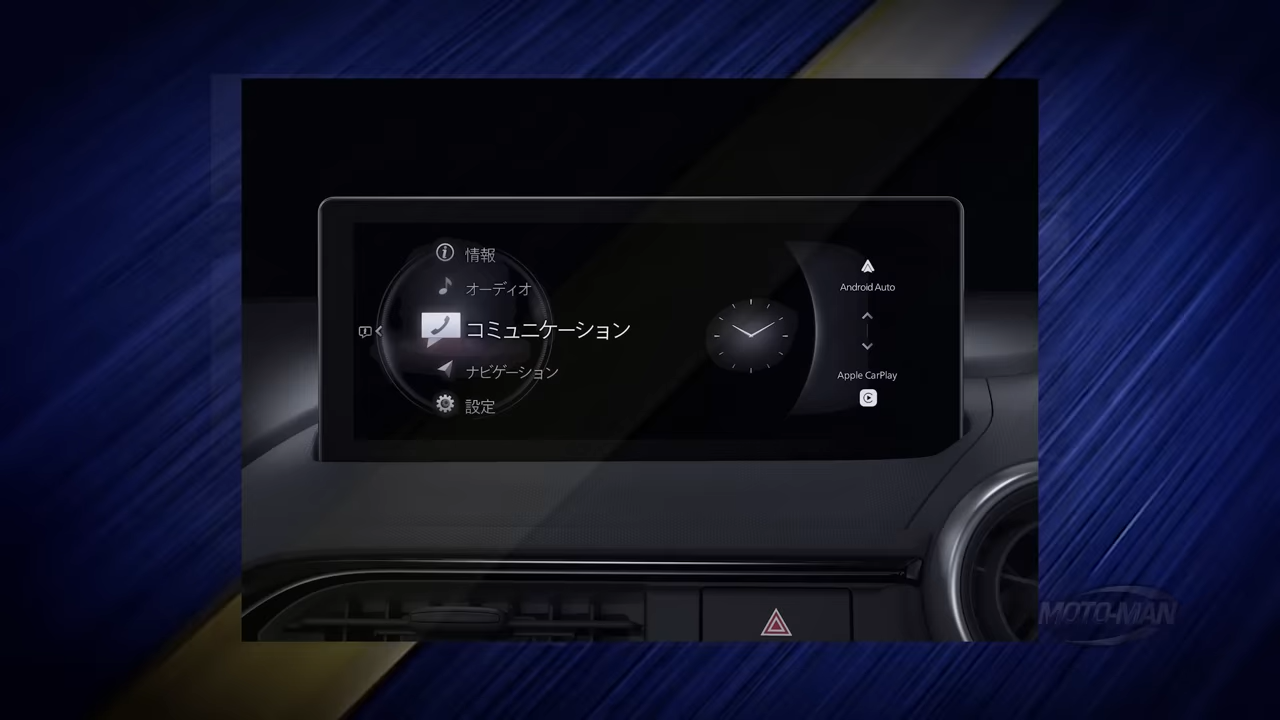 情報
オーディオ
コミュニケーション
ナビゲーション
設定
Android Auto
Apple CarPlay
MOTO-MAN